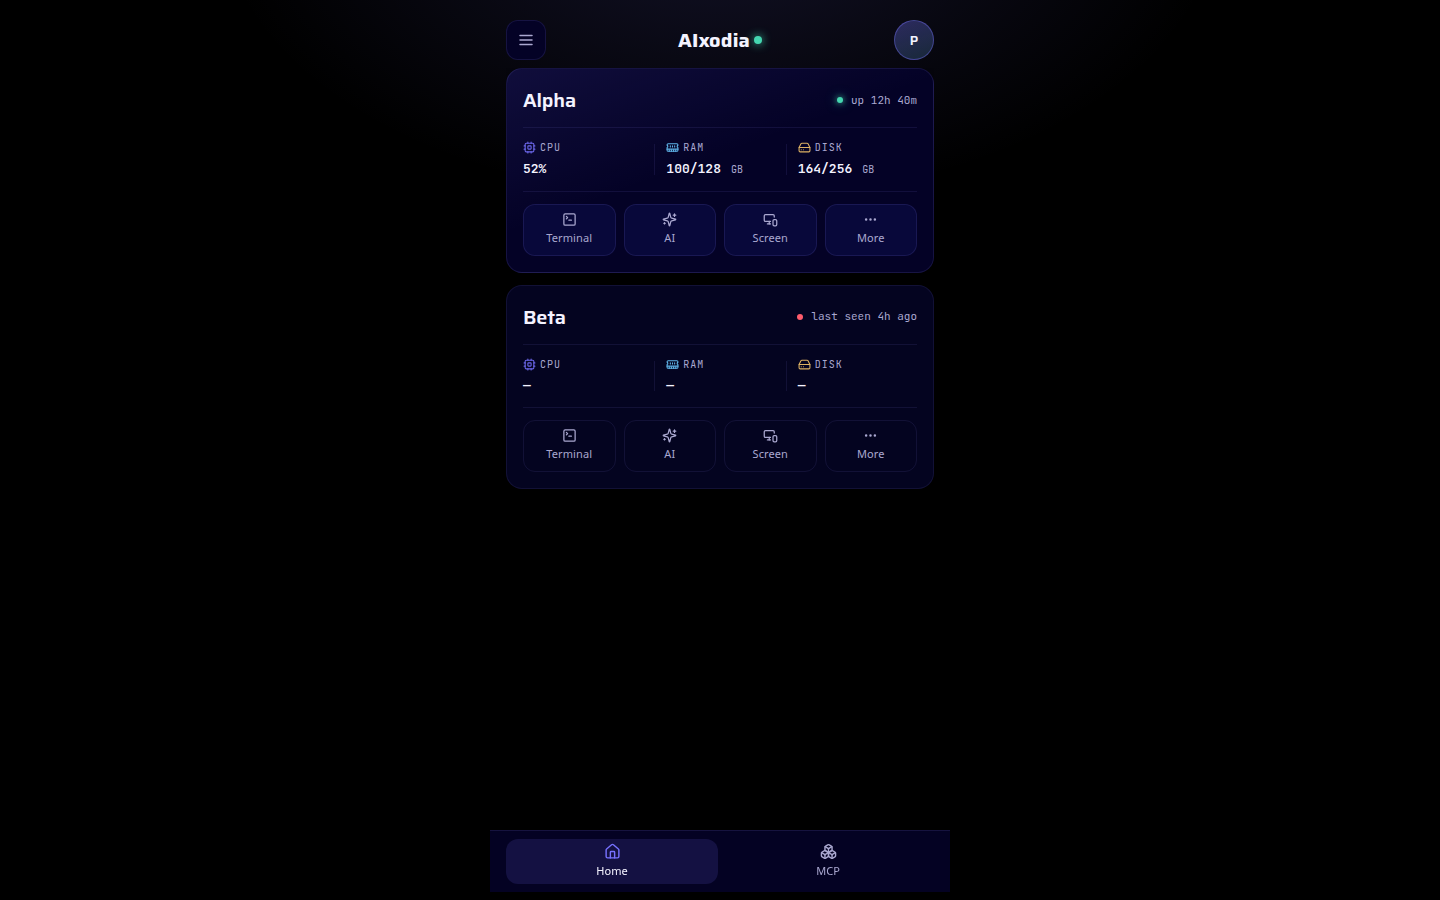 AIxodia
P
Alpha
up 12h 40m
CPU
RAM
DISK
52%
100/128 GB
164/256 GB
Terminal
AI
Screen
More
Beta
last seen 4h ago
CPU
RAM
DISK
—
—
—
Terminal
AI
Screen
More
Home
MCP